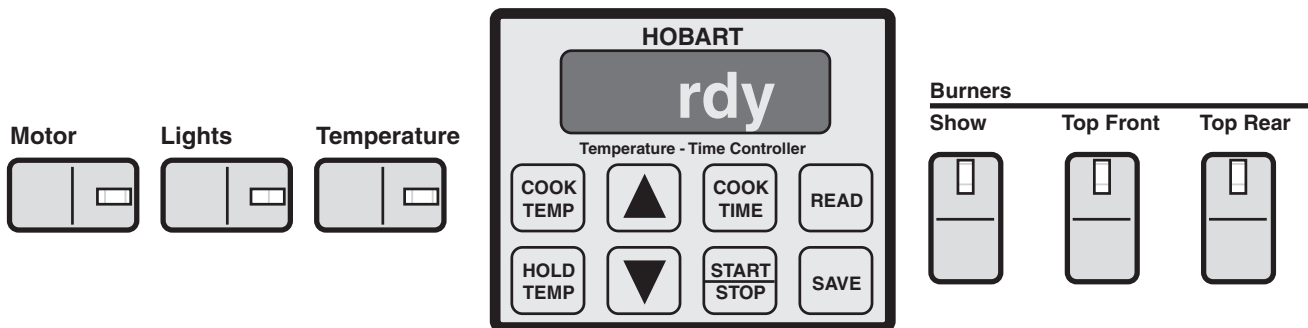 HOBART
rdy
Temperature - Time Controller
COOK
TEMP
COOK
TIME
READ
HOLD
TEMP
START
STOP
SAVE
Motor
Lights
Temperature
Burners
Show
Top Front
Top Rear